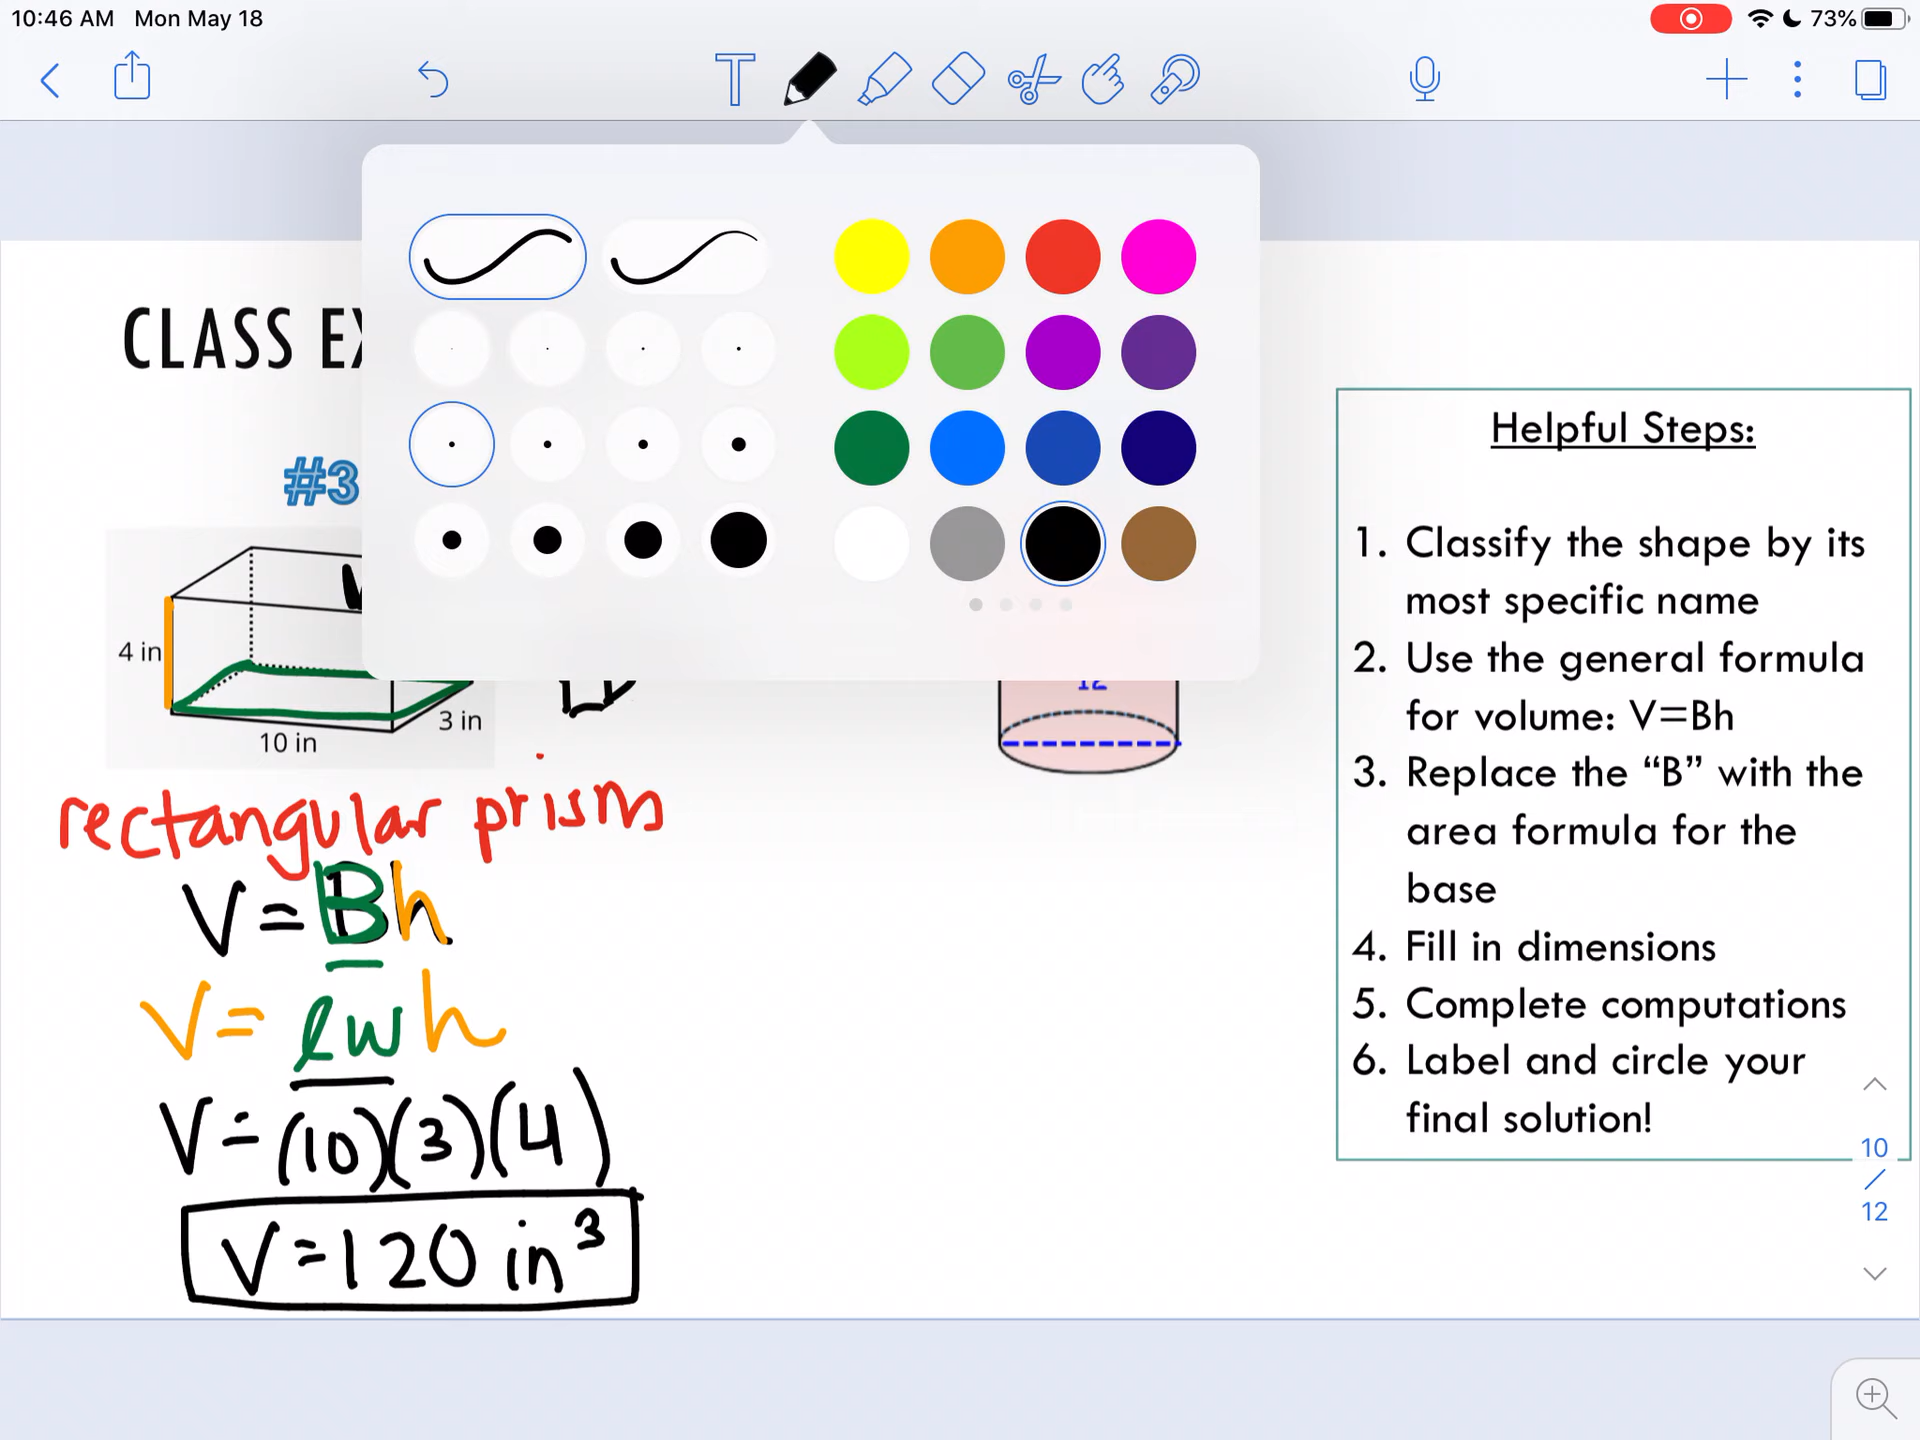 10:46 AM Mon May 18
73%
T
CLASS EX
#3
4 in
10 in
3 in
12
rectangular prism
V=Bh
V=lwh
V=(10)(3)(4)
V=120 in³
Helpful Steps:
1. Classify the shape by its
most specific name
2. Use the general formula
for volume: V=Bh
3. Replace the “B” with the
area formula for the
base
4. Fill in dimensions
5. Complete computations
6. Label and circle your
final solution!
10
/
12